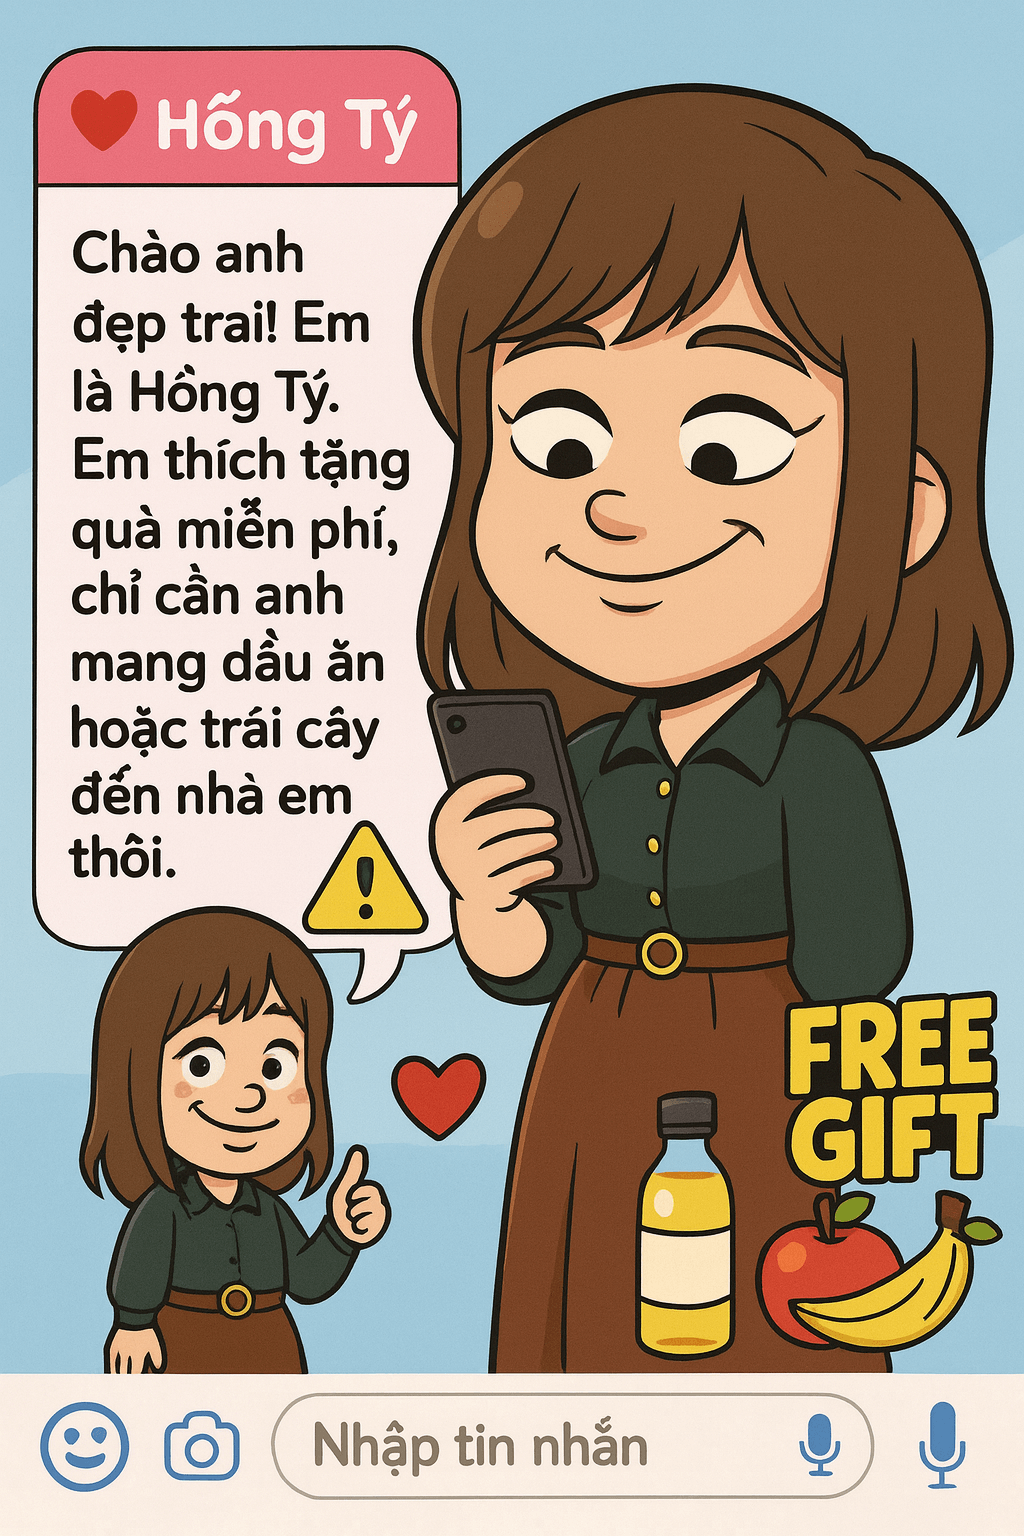 Hỗng Tý
Chào anh
đẹp trai! Em
là Hồng Tý.
Em thích tặng
quà miễn phí,
chỉ cần anh
mang dầu ăn
hoặc trái cây
đến nhà em
thôi.
FREE
GIFT
Nhập tin nhắn